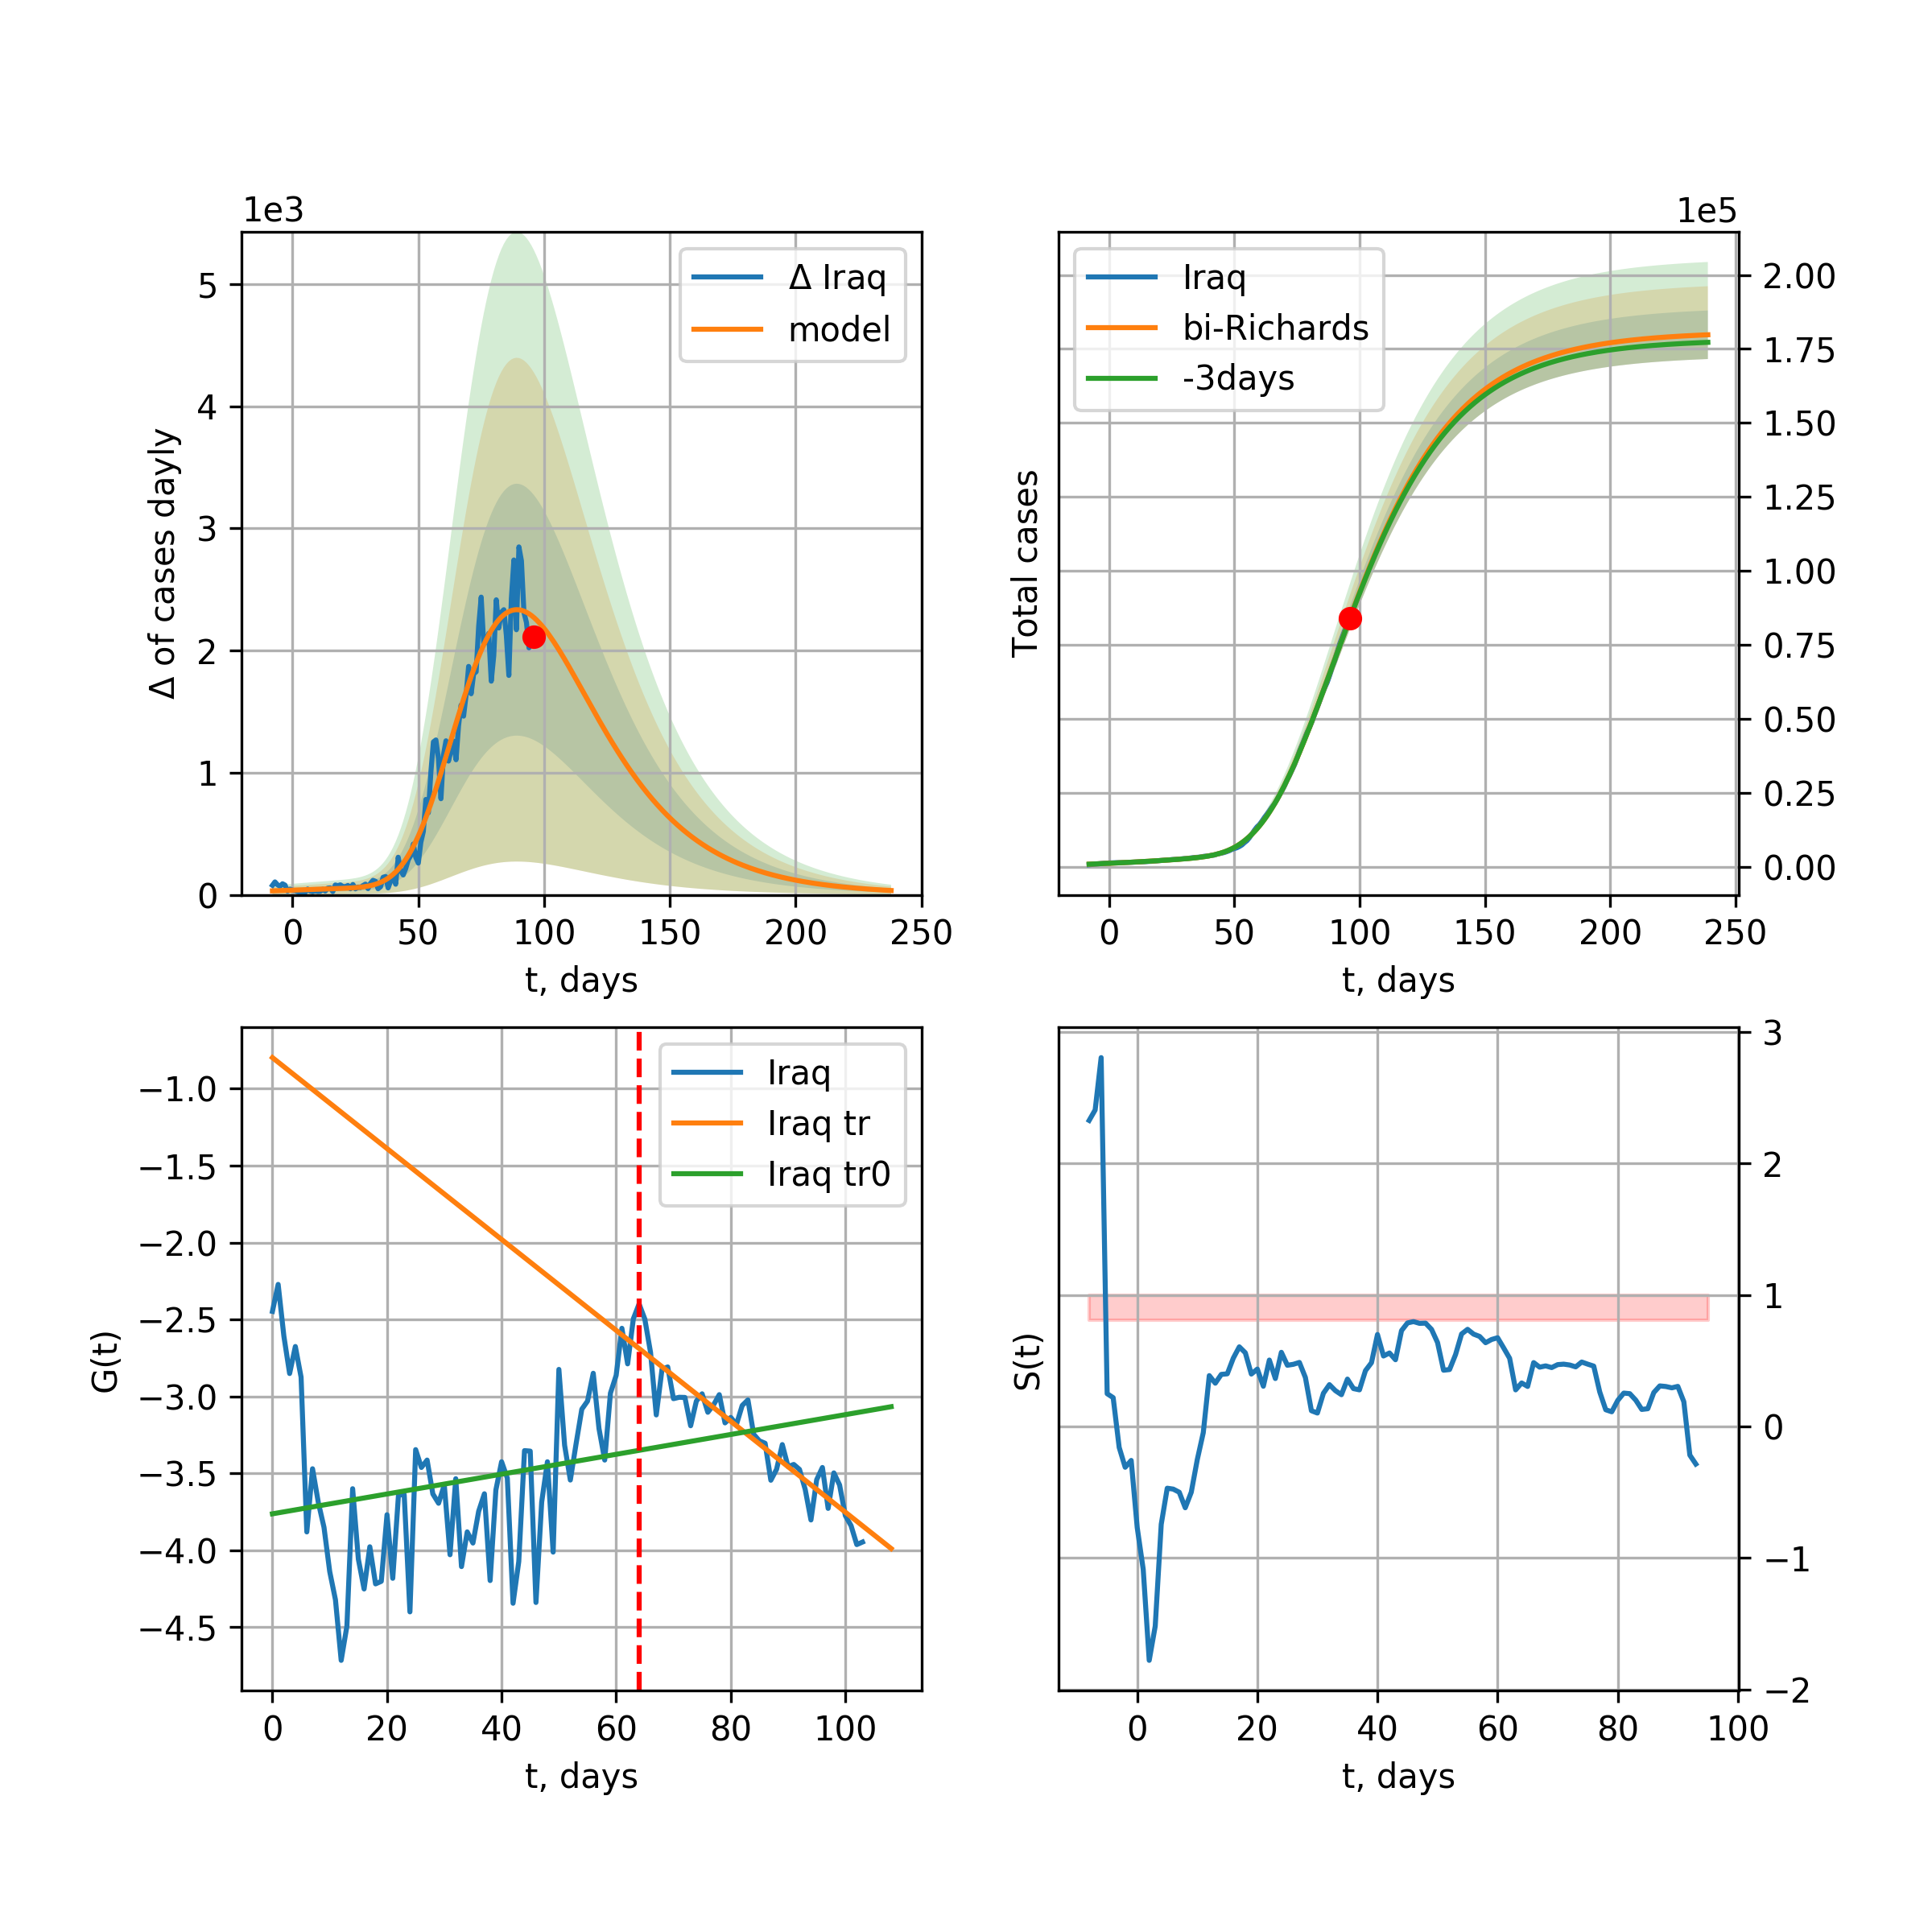 1e3
5
4
3
2
1
0
Δ of cases dayly
Δ Iraq
model
0 50 100 150 200 250
t, days
1e5
Total cases
Iraq
bi-Richards
-3days
2.00
1.75
1.50
1.25
1.00
0.75
0.50
0.25
0.00
0 50 100 150 200 250
t, days
G(t)
−1.0
−1.5
−2.0
−2.5
−3.0
−3.5
−4.0
−4.5
Iraq
Iraq tr
Iraq tr0
0 20 40 60 80 100
t, days
S(t)
3
2
1
0
−1
−2
0 20 40 60 80 100
t, days